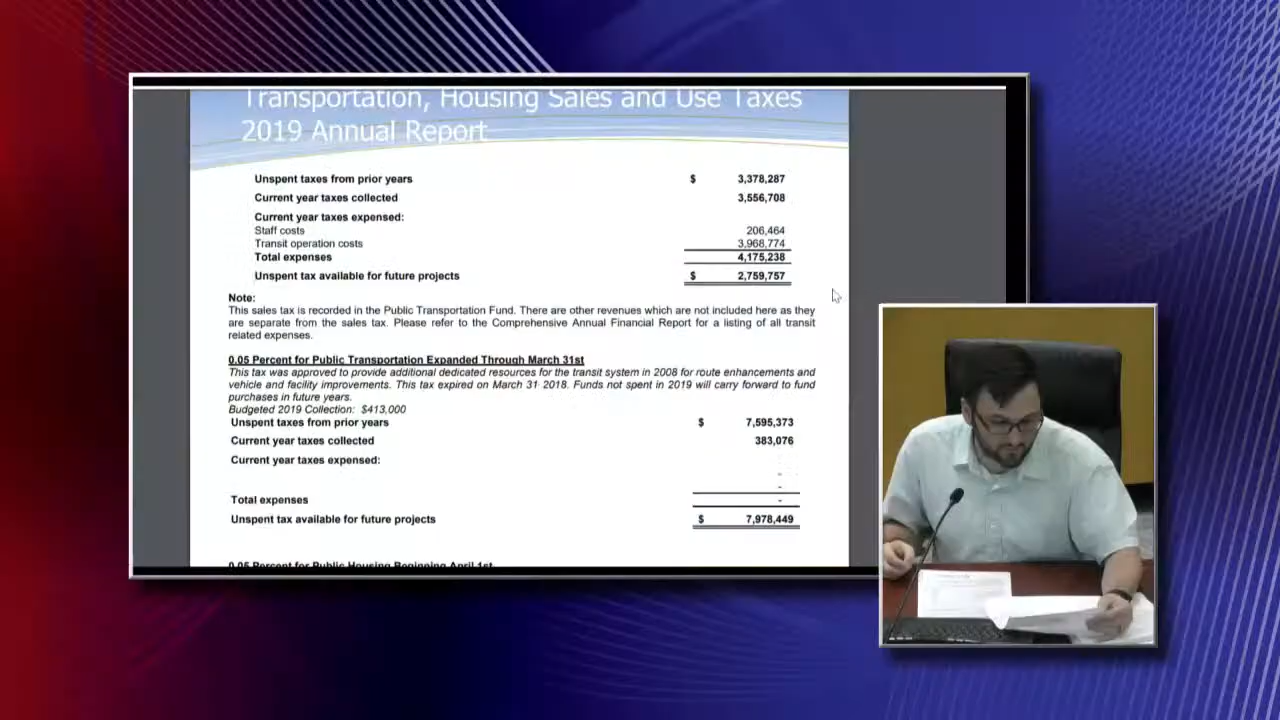 Transportation, Housing Sales and Use Taxes
2019 Annual Report
Unspent taxes from prior years $ 3,378,287
Current year taxes collected 3,556,708
Current year taxes expensed:
Staff costs 206,464
Transit operation costs 3,968,774
Total expenses 4,175,238
Unspent tax available for future projects $ 2,759,757
Note:
This sales tax is recorded in the Public Transportation Fund. There are other revenues which are not included here as they
are separate from the sales tax. Please refer to the Comprehensive Annual Financial Report for a listing of all transit
related expenses.
0.05 Percent for Public Transportation Expanded Through March 31st
This tax was approved to provide additional dedicated resources for the transit system in 2008 for route enhancements and
vehicle and facility improvements. This tax expired on March 31 2018. Funds not spent in 2019 will carry forward to fund
purchases in future years.
Budgeted 2019 Collection: $413,000
Unspent taxes from prior years $ 7,595,373
Current year taxes collected 383,076
Current year taxes expensed:
-
-
Total expenses -
Unspent tax available for future projects $ 7,978,449
0.05 Percent for Public Housing Beginning April 1st